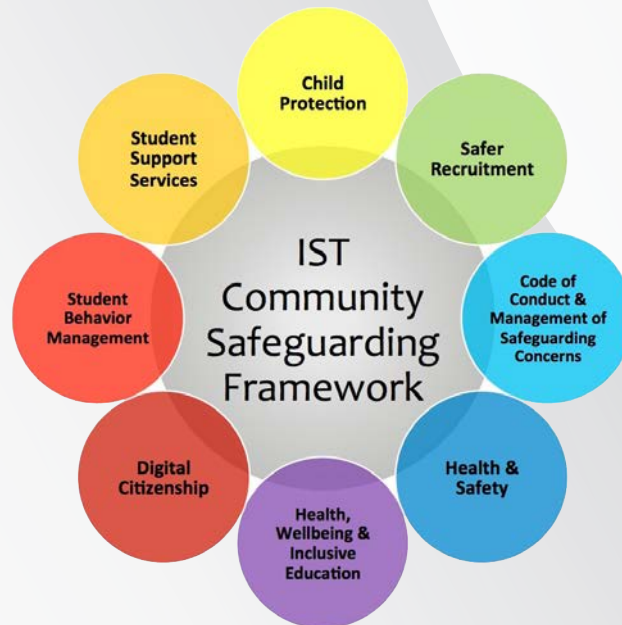 Child
Protection
Safer
Recruitment
Code of
Conduct &
Management of
Safeguarding
Concerns
Health &
Safety
Health,
Wellbeing &
Inclusive
Education
Digital
Citizenship
Student
Behavior
Management
Student
Support
Services
IST
Community
Safeguarding
Framework